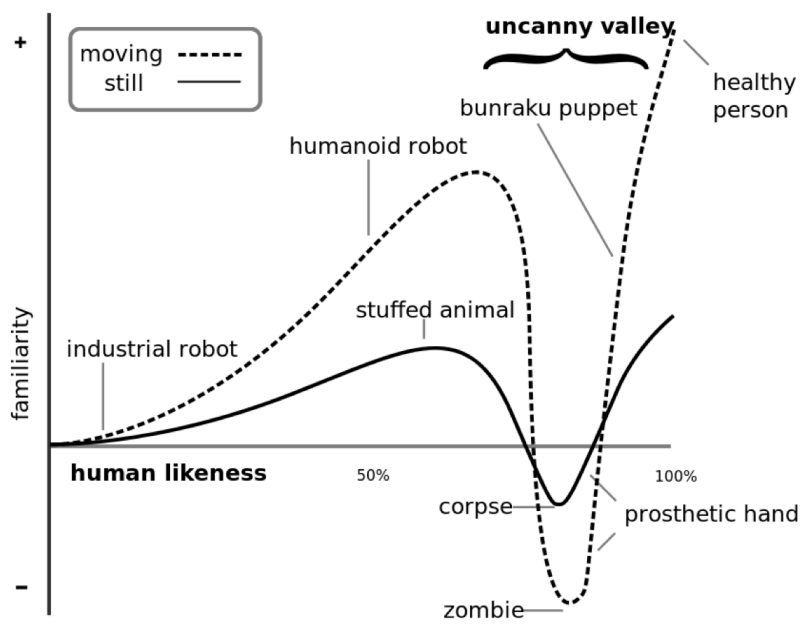 uncanny valley
+
moving
still
healthy
person
bunraku puppet
humanoid robot
stuffed animal
industrial robot
familiarity
human likeness
50%
100%
corpse
prosthetic hand
–
zombie